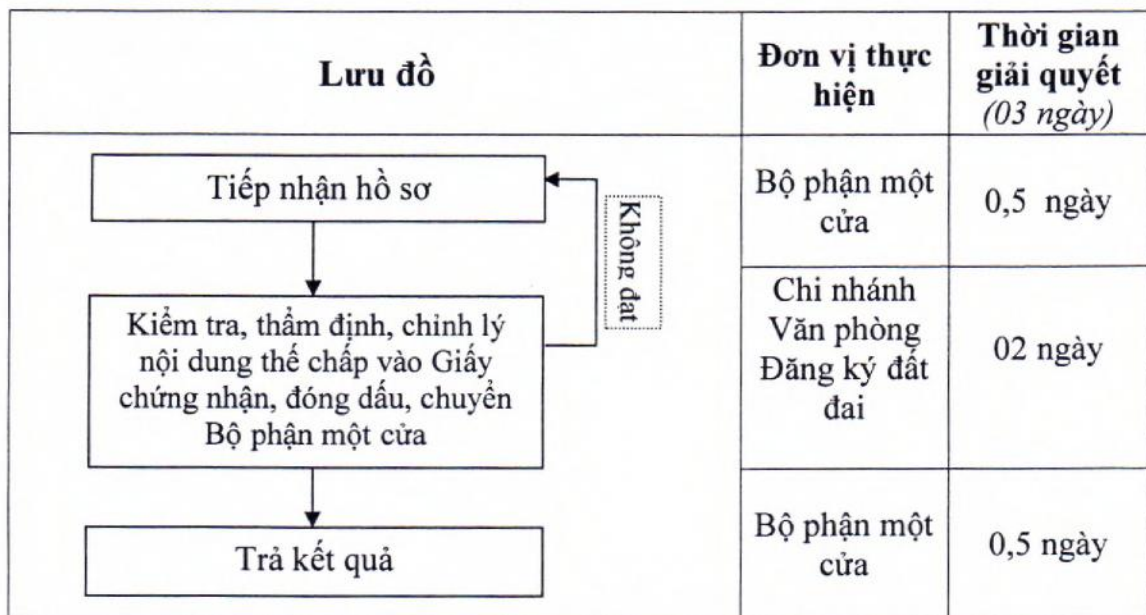 Lưu đồ
Đơn vị thực
hiện
Thời gian
giải quyết
(03 ngày)
Tiếp nhận hồ sơ
Không đạt
Bộ phận một
cửa
0,5 ngày
Kiểm tra, thẩm định, chỉnh lý
nội dung thế chấp vào Giấy
chứng nhận, đóng dấu, chuyển
Bộ phận một cửa
Chi nhánh
Văn phòng
Đăng ký đất
đai
02 ngày
Trả kết quả
Bộ phận một
cửa
0,5 ngày